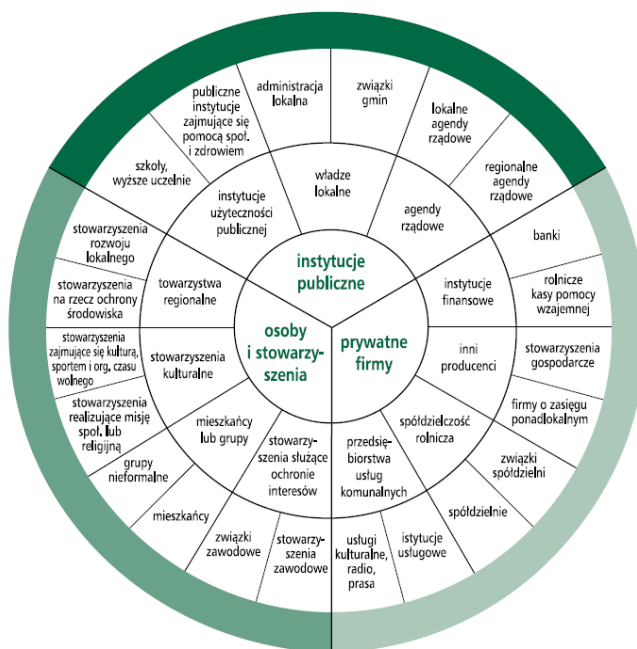 publiczne
instytucje
zajmujące się
pomocą społ.
i zdrowiem
administracja
lokalna
związki
gmin
lokalne
agendy
rządowe
szkoły,
wyższe uczelnie
regionalne
agendy
rządowe
instytucje
użyteczności
publicznej
władze
lokalne
agendy
rządowe
stowarzyszenia
rozwoju
lokalnego
banki
instytucje
publiczne
stowarzyszenia
na rzecz ochrony
środowiska
towarzystwa
regionalne
instytucje
finansowe
rolnicze
kasy pomocy
wzajemnej
osoby
i stowarzy-
szenia
prywatne
firmy
stowarzyszenia
zajmujące się kulturą,
sportem i org. czasu
wolnego
stowarzyszenia
kulturalne
inni
producenci
stowarzyszenia
gospodarcze
stowarzyszenia
realizujące misję
społ. lub
religijną
mieszkańcy
lub grupy
stowarzy-
szenia służące
ochronie
interesów
przedsię-
biorstwa
usług
komunalnych
spółdzielczość
rolnicza
firmy o zasięgu
ponadlokalnym
grupy
nieformalne
związki
spółdzielni
mieszkańcy
spółdzielnie
związki
zawodowe
stowarzy-
szenia
zawodowe
usługi
kulturalne,
radio,
prasa
istytucje
usługowe